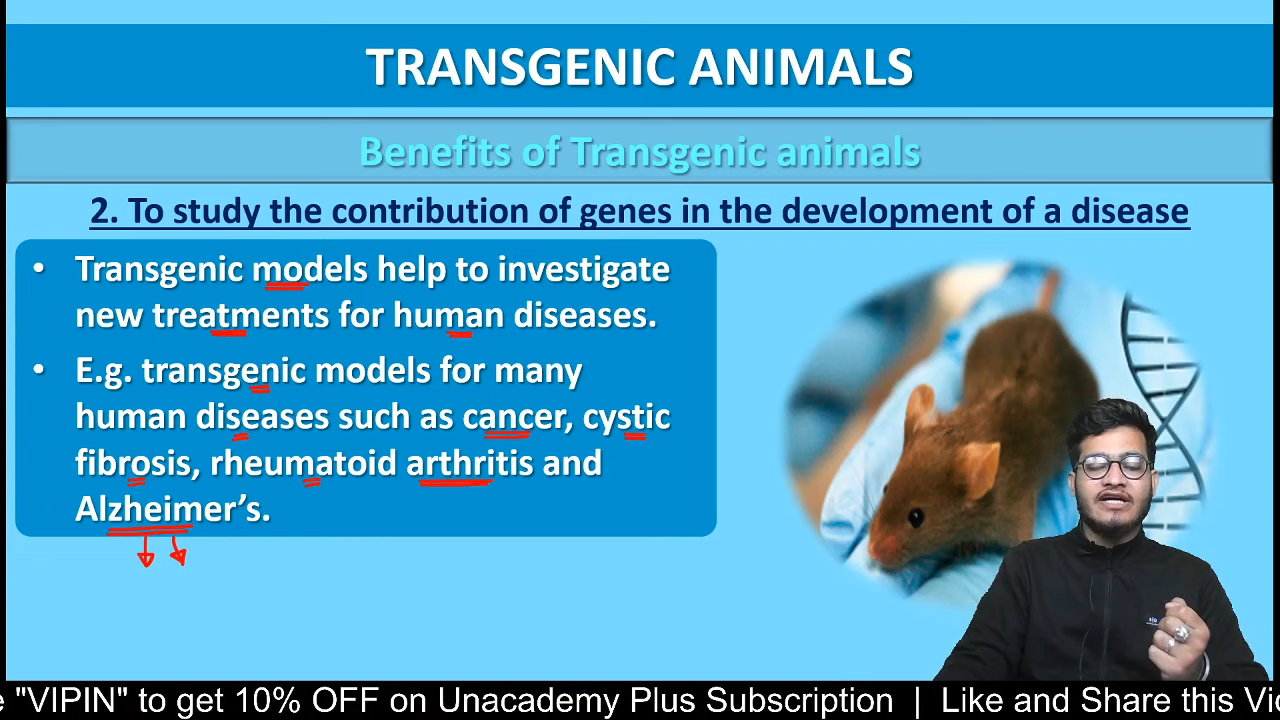 TRANSGENIC ANIMALS
Benefits of Transgenic animals
2. To study the contribution of genes in the development of a disease
• Transgenic models help to investigate
new treatments for human diseases.
• E.g. transgenic models for many
human diseases such as cancer, cystic
fibrosis, rheumatoid arthritis and
Alzheimer’s.
"VIPIN" to get 10% OFF on Unacademy Plus Subscription | Like and Share this